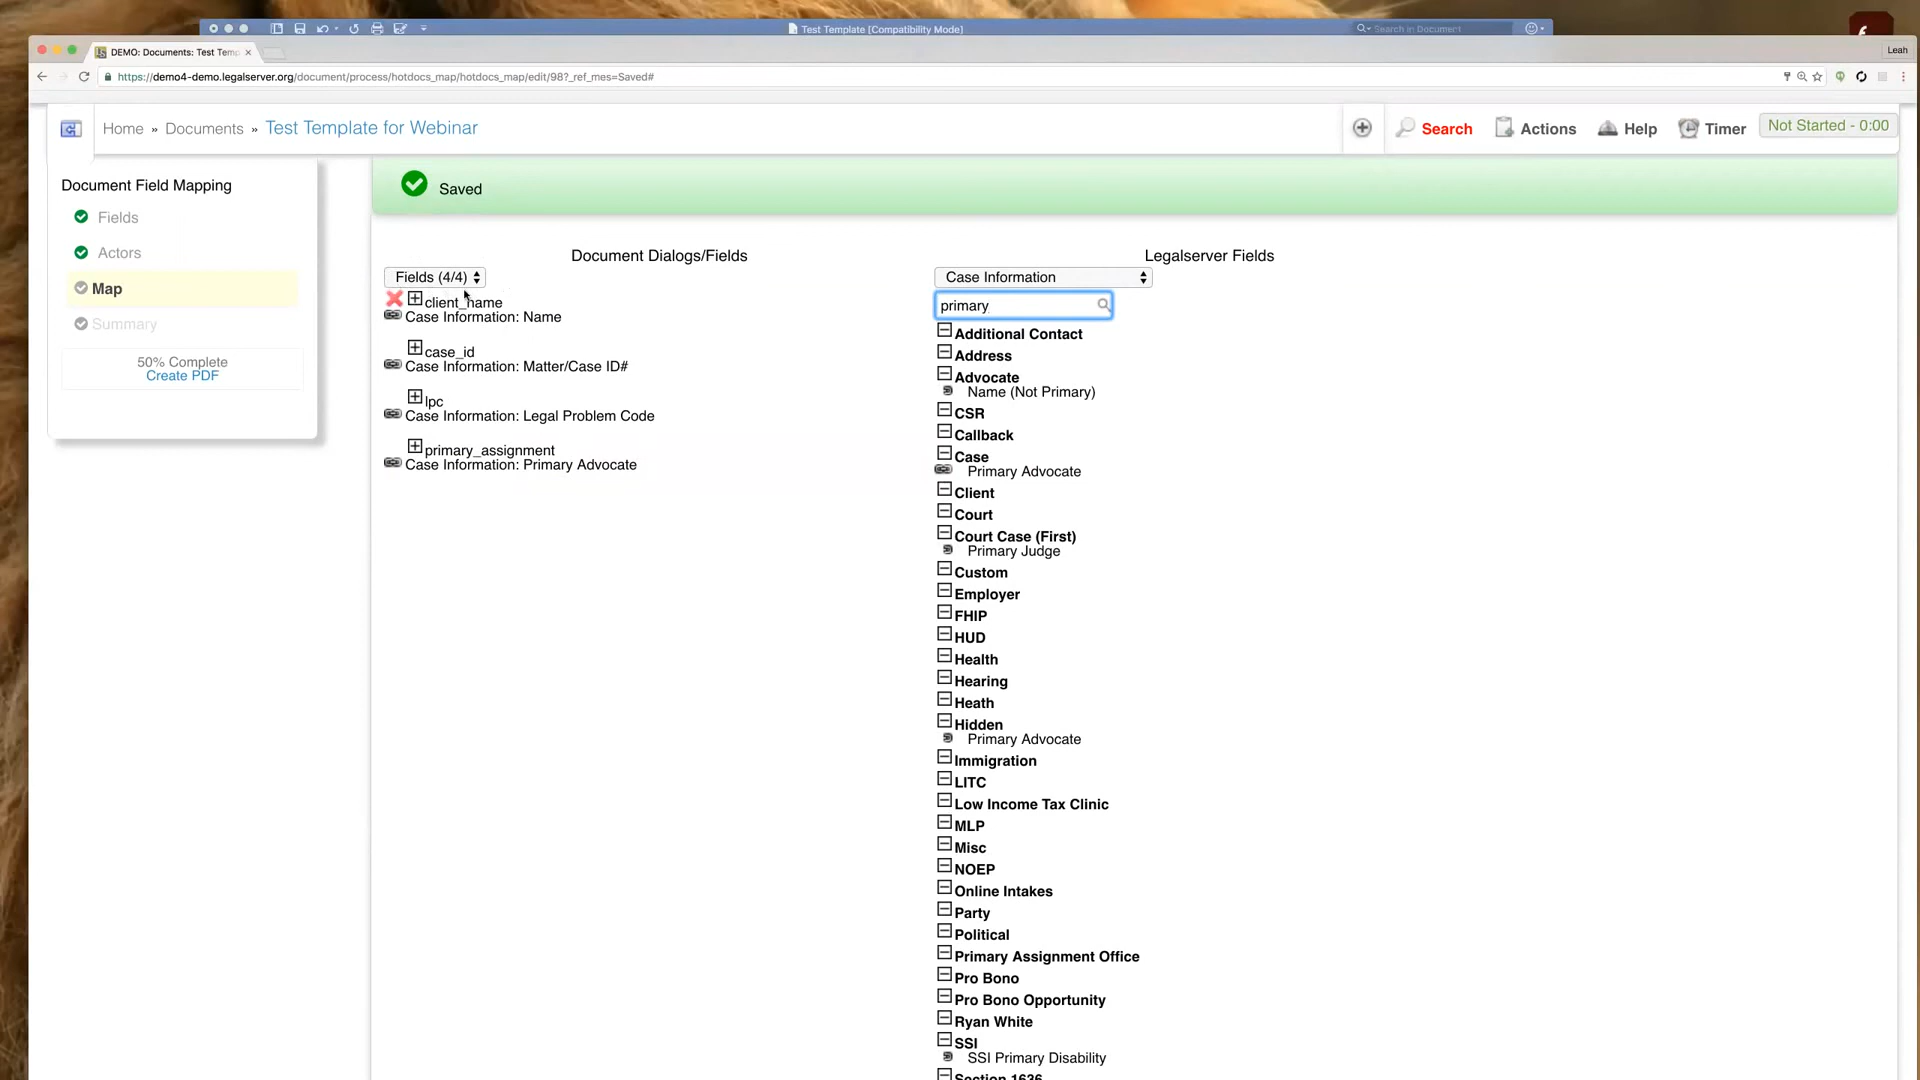 Test Template [Compatibility Mode]
Search in Document
DEMO: Documents: Test Temp
Leah
https://demo4-demo.legalserver.org/document/process/hotdocs_map/hotdocs_map/edit/98?_ref_mes=Saved#
Home » Documents » Test Template for Webinar
Search Actions Help Timer Not Started - 0:00
Document Field Mapping
Fields
Actors
Map
Summary
50% Complete
Create PDF
Saved
Document Dialogs/Fields
Legalserver Fields
Fields (4/4)
Case Information
client_name
Case Information: Name
case_id
Case Information: Matter/Case ID#
lpc
Case Information: Legal Problem Code
primary_assignment
Case Information: Primary Advocate
primary
Additional Contact
Address
Advocate
Name (Not Primary)
CSR
Callback
Case
Primary Advocate
Client
Court
Court Case (First)
Primary Judge
Custom
Employer
FHIP
HUD
Health
Hearing
Heath
Hidden
Primary Advocate
Immigration
LITC
Low Income Tax Clinic
MLP
Misc
NOEP
Online Intakes
Party
Political
Primary Assignment Office
Pro Bono
Pro Bono Opportunity
Ryan White
SSI
SSI Primary Disability
Section 1636